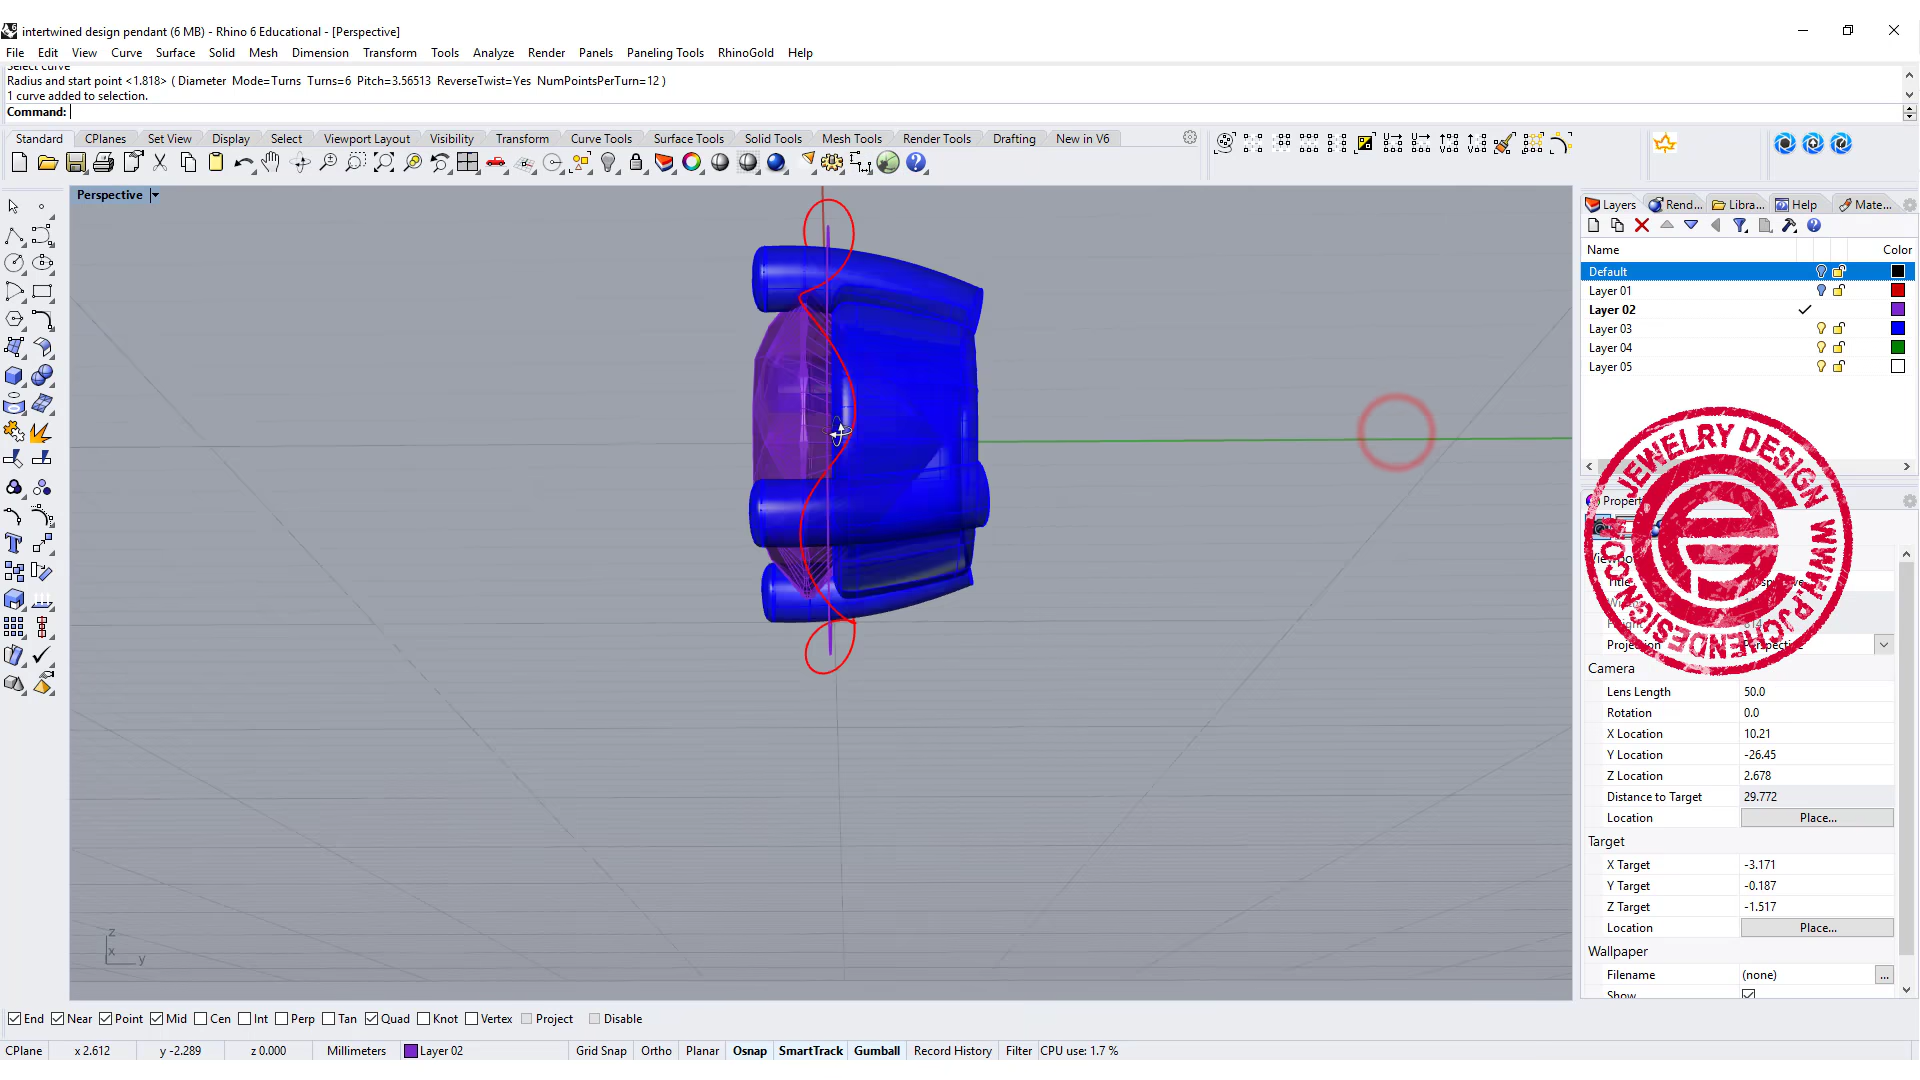 intertwined design pendant (6 MB) - Rhino 6 Educational - [Perspective]
File Edit View Curve Surface Solid Mesh Dimension Transform Tools Analyze Render Panels Paneling Tools RhinoGold Help
Select curve
Radius and start point <1.818> ( Diameter Mode=Turns Turns=6 Pitch=3.56513 ReverseTwist=Yes NumPointsPerTurn=12 )
1 curve added to selection.
Command:
Standard CPlanes Set View Display Select Viewport Layout Visibility Transform Curve Tools Surface Tools Solid Tools Mesh Tools Render Tools Drafting New in V6
Perspective
Layers Rend... Libra... Help Mate...
Name Color
Default
Layer 01
Layer 02
Layer 03
Layer 04
Layer 05
JEWELRY DESIGN WWW.PJCHENDESIGN.COM
Camera
Lens Length 50.0
Rotation 0.0
X Location 10.21
Y Location -26.45
Z Location 2.678
Distance to Target 29.772
Location Place...
Target
X Target -3.171
Y Target -0.187
Z Target -1.517
Location Place...
Wallpaper
Filename (none) ...
Show
z
x
y
End Near Point Mid Cen Int Perp Tan Quad Knot Vertex Project Disable
CPlane x 2.612 y -2.289 z 0.000 Millimeters Layer 02 Grid Snap Ortho Planar Osnap SmartTrack Gumball Record History Filter CPU use: 1.7 %